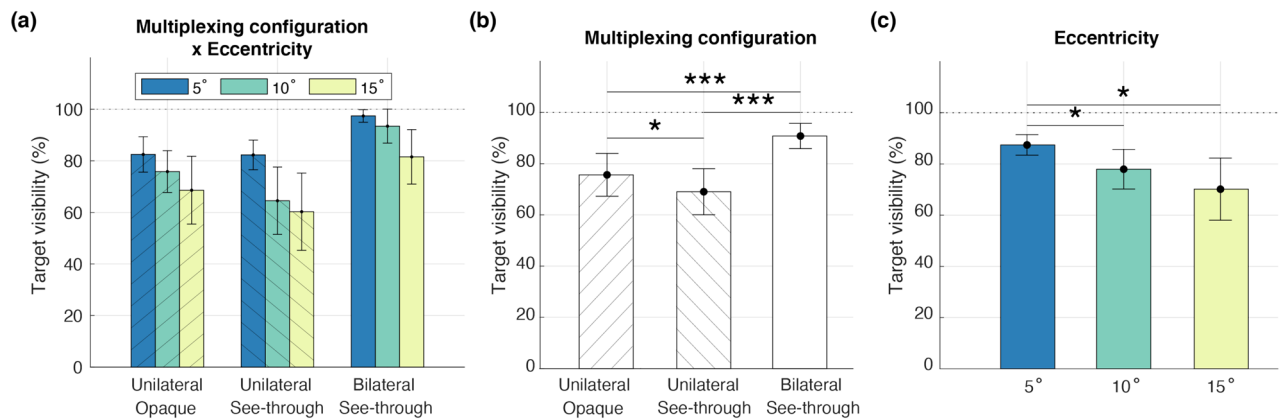 (a)
Multiplexing configuration
x Eccentricity
5° 10° 15°
Target visibility (%)
100
80
60
40
20
0
Unilateral Opaque
Unilateral See-through
Bilateral See-through
(b)
Multiplexing configuration
***
***
*
Target visibility (%)
100
80
60
40
20
0
Unilateral Opaque
Unilateral See-through
Bilateral See-through
(c)
Eccentricity
*
*
Target visibility (%)
100
80
60
40
20
0
5° 10° 15°